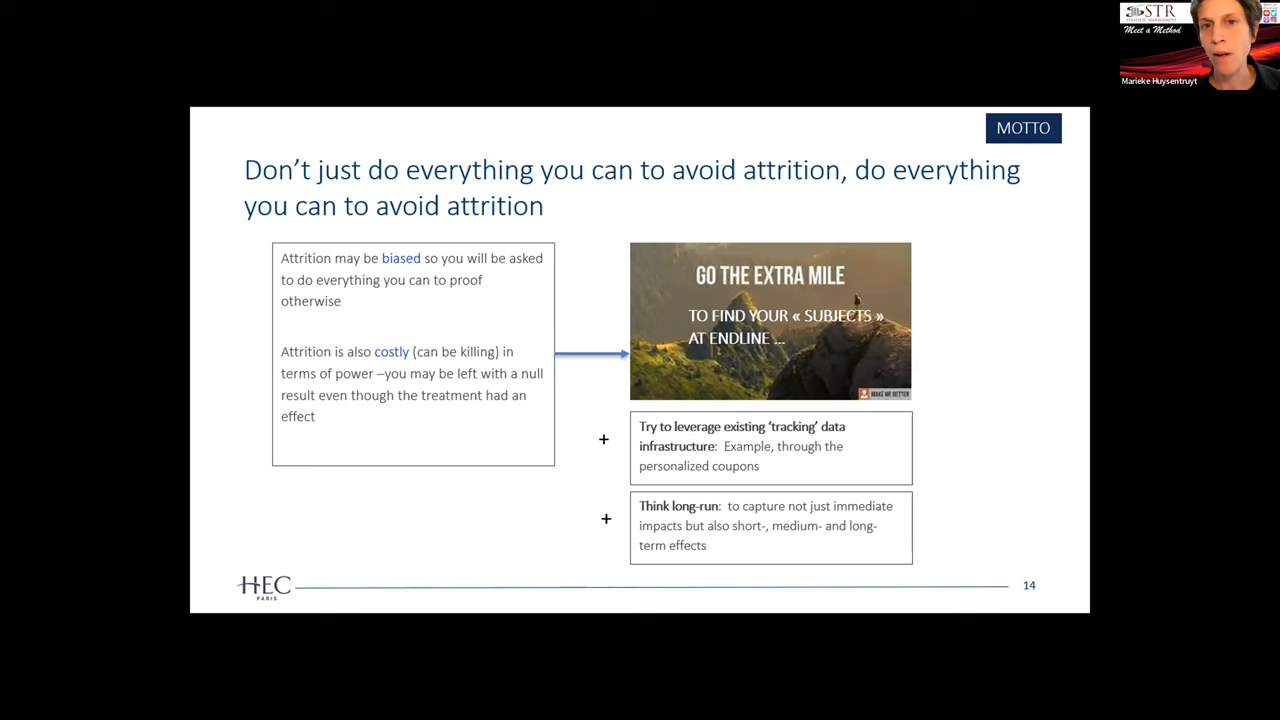 STR
STRATEGIC MANAGEMENT
Meet a Method
Marieke Huysentruyt
MOTTO
Don’t just do everything you can to avoid attrition, do everything
you can to avoid attrition
Attrition may be biased so you will be asked
to do everything you can to proof
otherwise
Attrition is also costly (can be killing) in
terms of power –you may be left with a null
result even though the treatment had an
effect
GO THE EXTRA MILE
TO FIND YOUR « SUBJECTS »
AT ENDLINE ...
MAKE ME BETTER
+
Try to leverage existing ‘tracking’ data
infrastructure: Example, through the
personalized coupons
+
Think long-run: to capture not just immediate
impacts but also short-, medium- and long-
term effects
HEC
PARIS
14